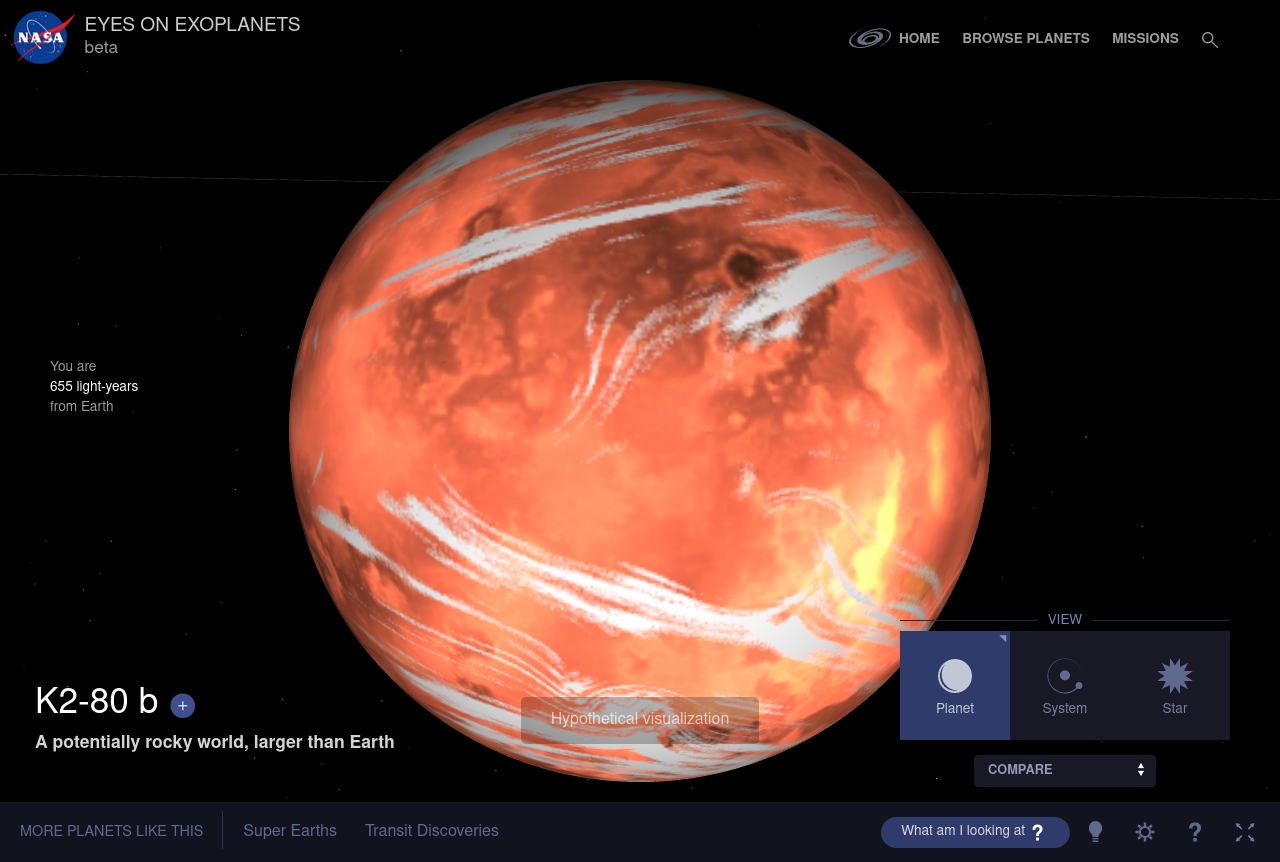 NASA
EYES ON EXOPLANETS
beta
HOME
BROWSE PLANETS
MISSIONS
You are
655 light-years
from Earth
VIEW
Planet
System
Star
K2-80 b +
A potentially rocky world, larger than Earth
Hypothetical visualization
COMPARE
MORE PLANETS LIKE THIS
Super Earths
Transit Discoveries
What am I looking at ?
?